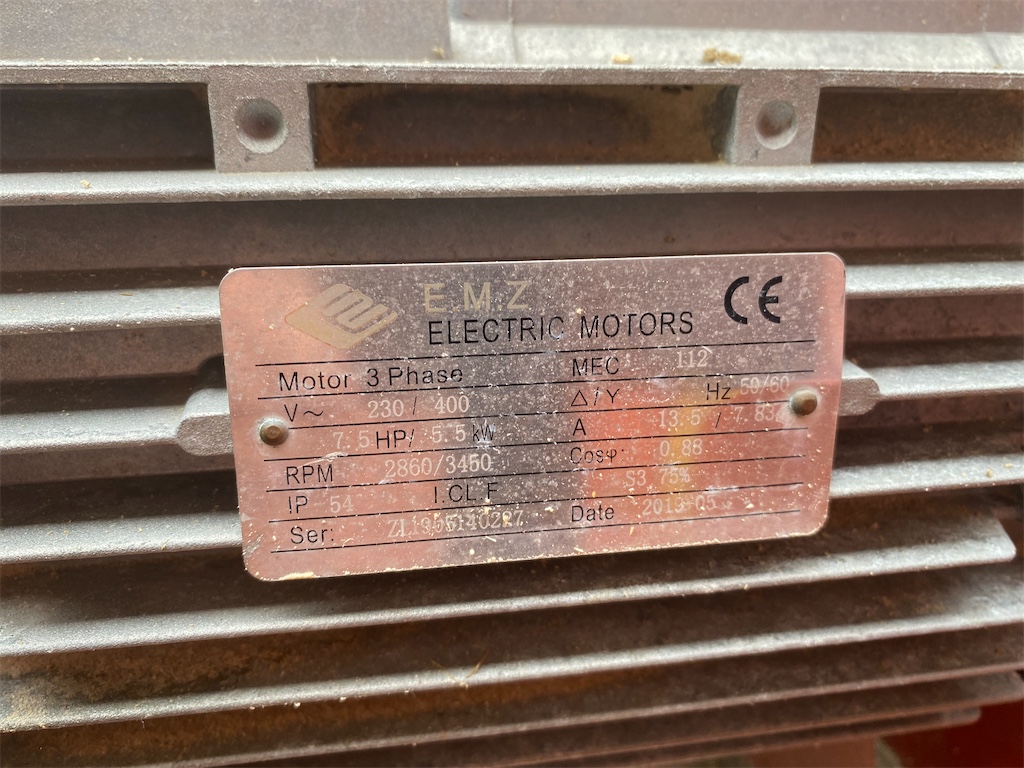 E.M.Z
ELECTRIC MOTORS CE
Motor 3 Phase MEC 112
V~ 230 / 400 △/Y Hz 50/60
7.5 HP/ 5.5 kW A 13.5 / 7.83
RPM 2860/3450 Cosφ: 0,88
IP 54 I.CL F S3 75%
Ser: Date